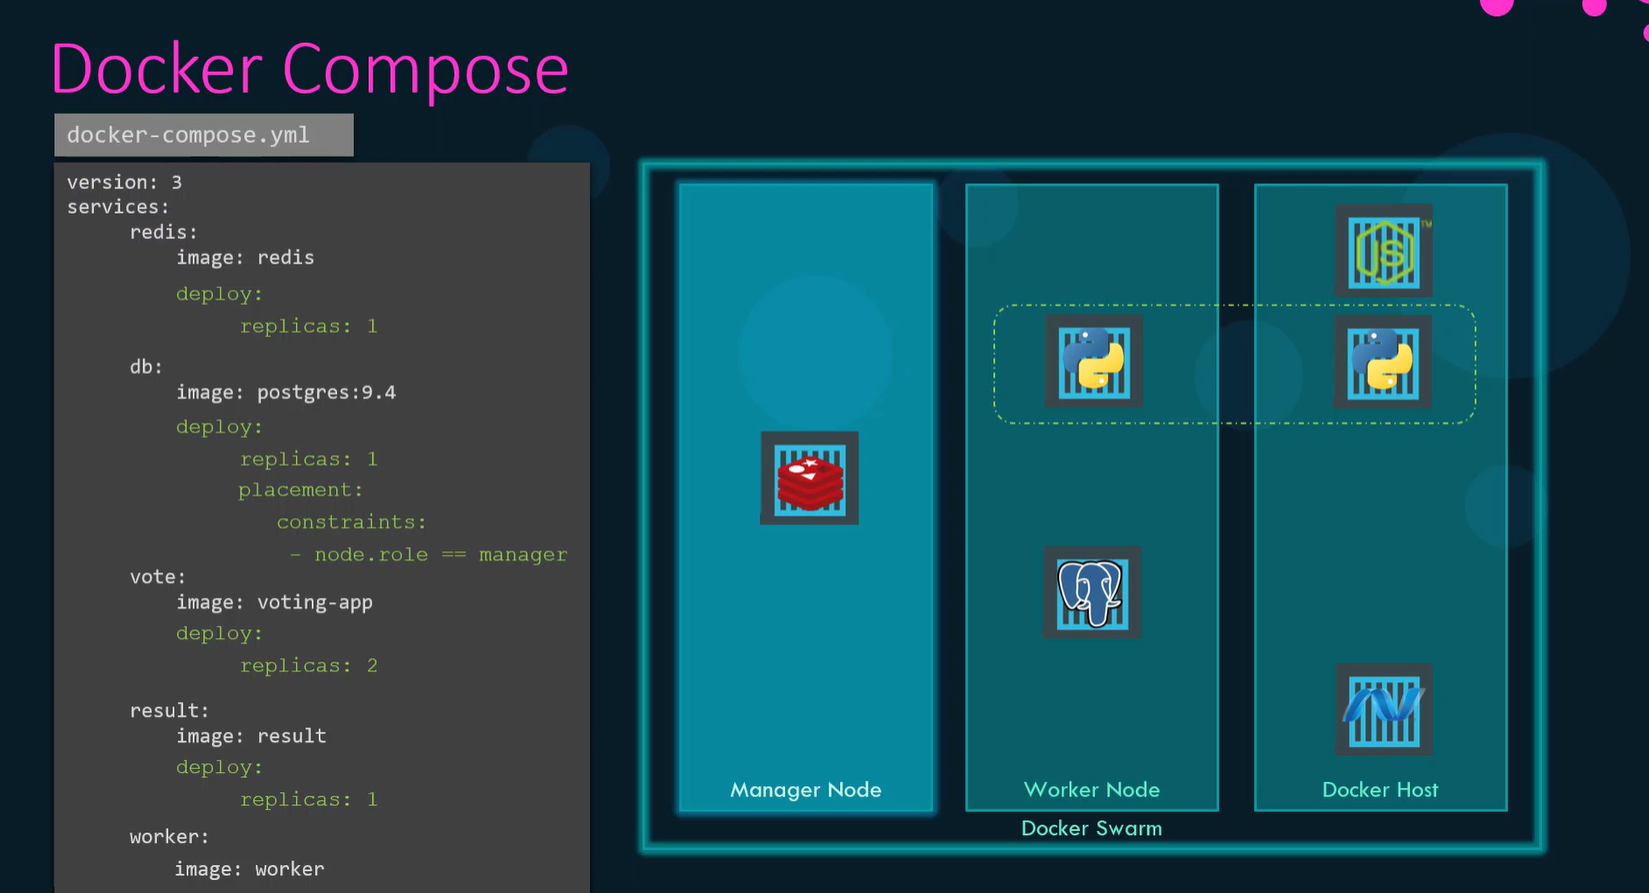 Docker Compose
docker-compose.yml
version: 3
services:
redis:
image: redis
deploy:
replicas: 1
db:
image: postgres:9.4
deploy:
replicas: 1
placement:
constraints:
- node.role == manager
vote:
image: voting-app
deploy:
replicas: 2
result:
image: result
deploy:
replicas: 1
worker:
image: worker
JS
TM
Manager Node
Worker Node
Docker Host
Docker Swarm